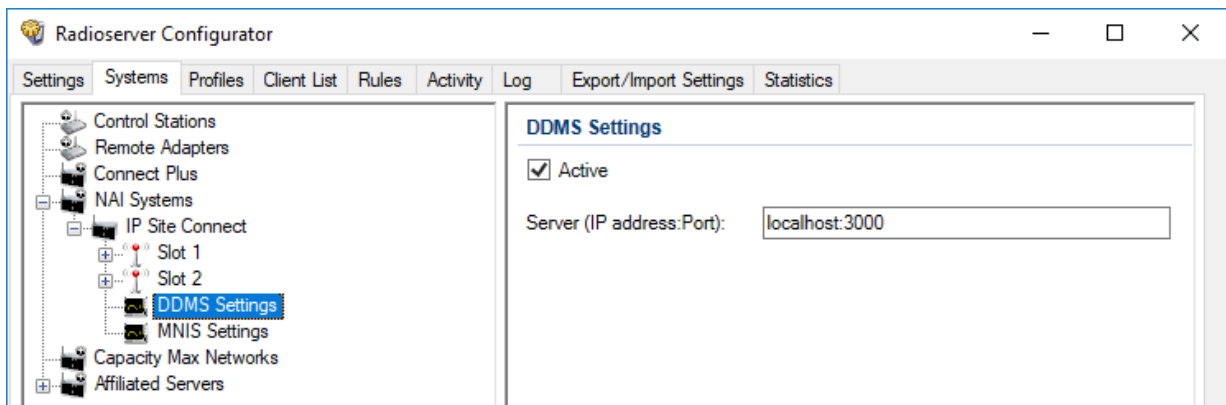 Radioserver Configurator
Settings Systems Profiles Client List Rules Activity Log Export/Import Settings Statistics
Control Stations
Remote Adapters
Connect Plus
NAI Systems
IP Site Connect
Slot 1
Slot 2
DDMS Settings
MNIS Settings
Capacity Max Networks
Affiliated Servers
DDMS Settings
Active
Server (IP address:Port): localhost:3000